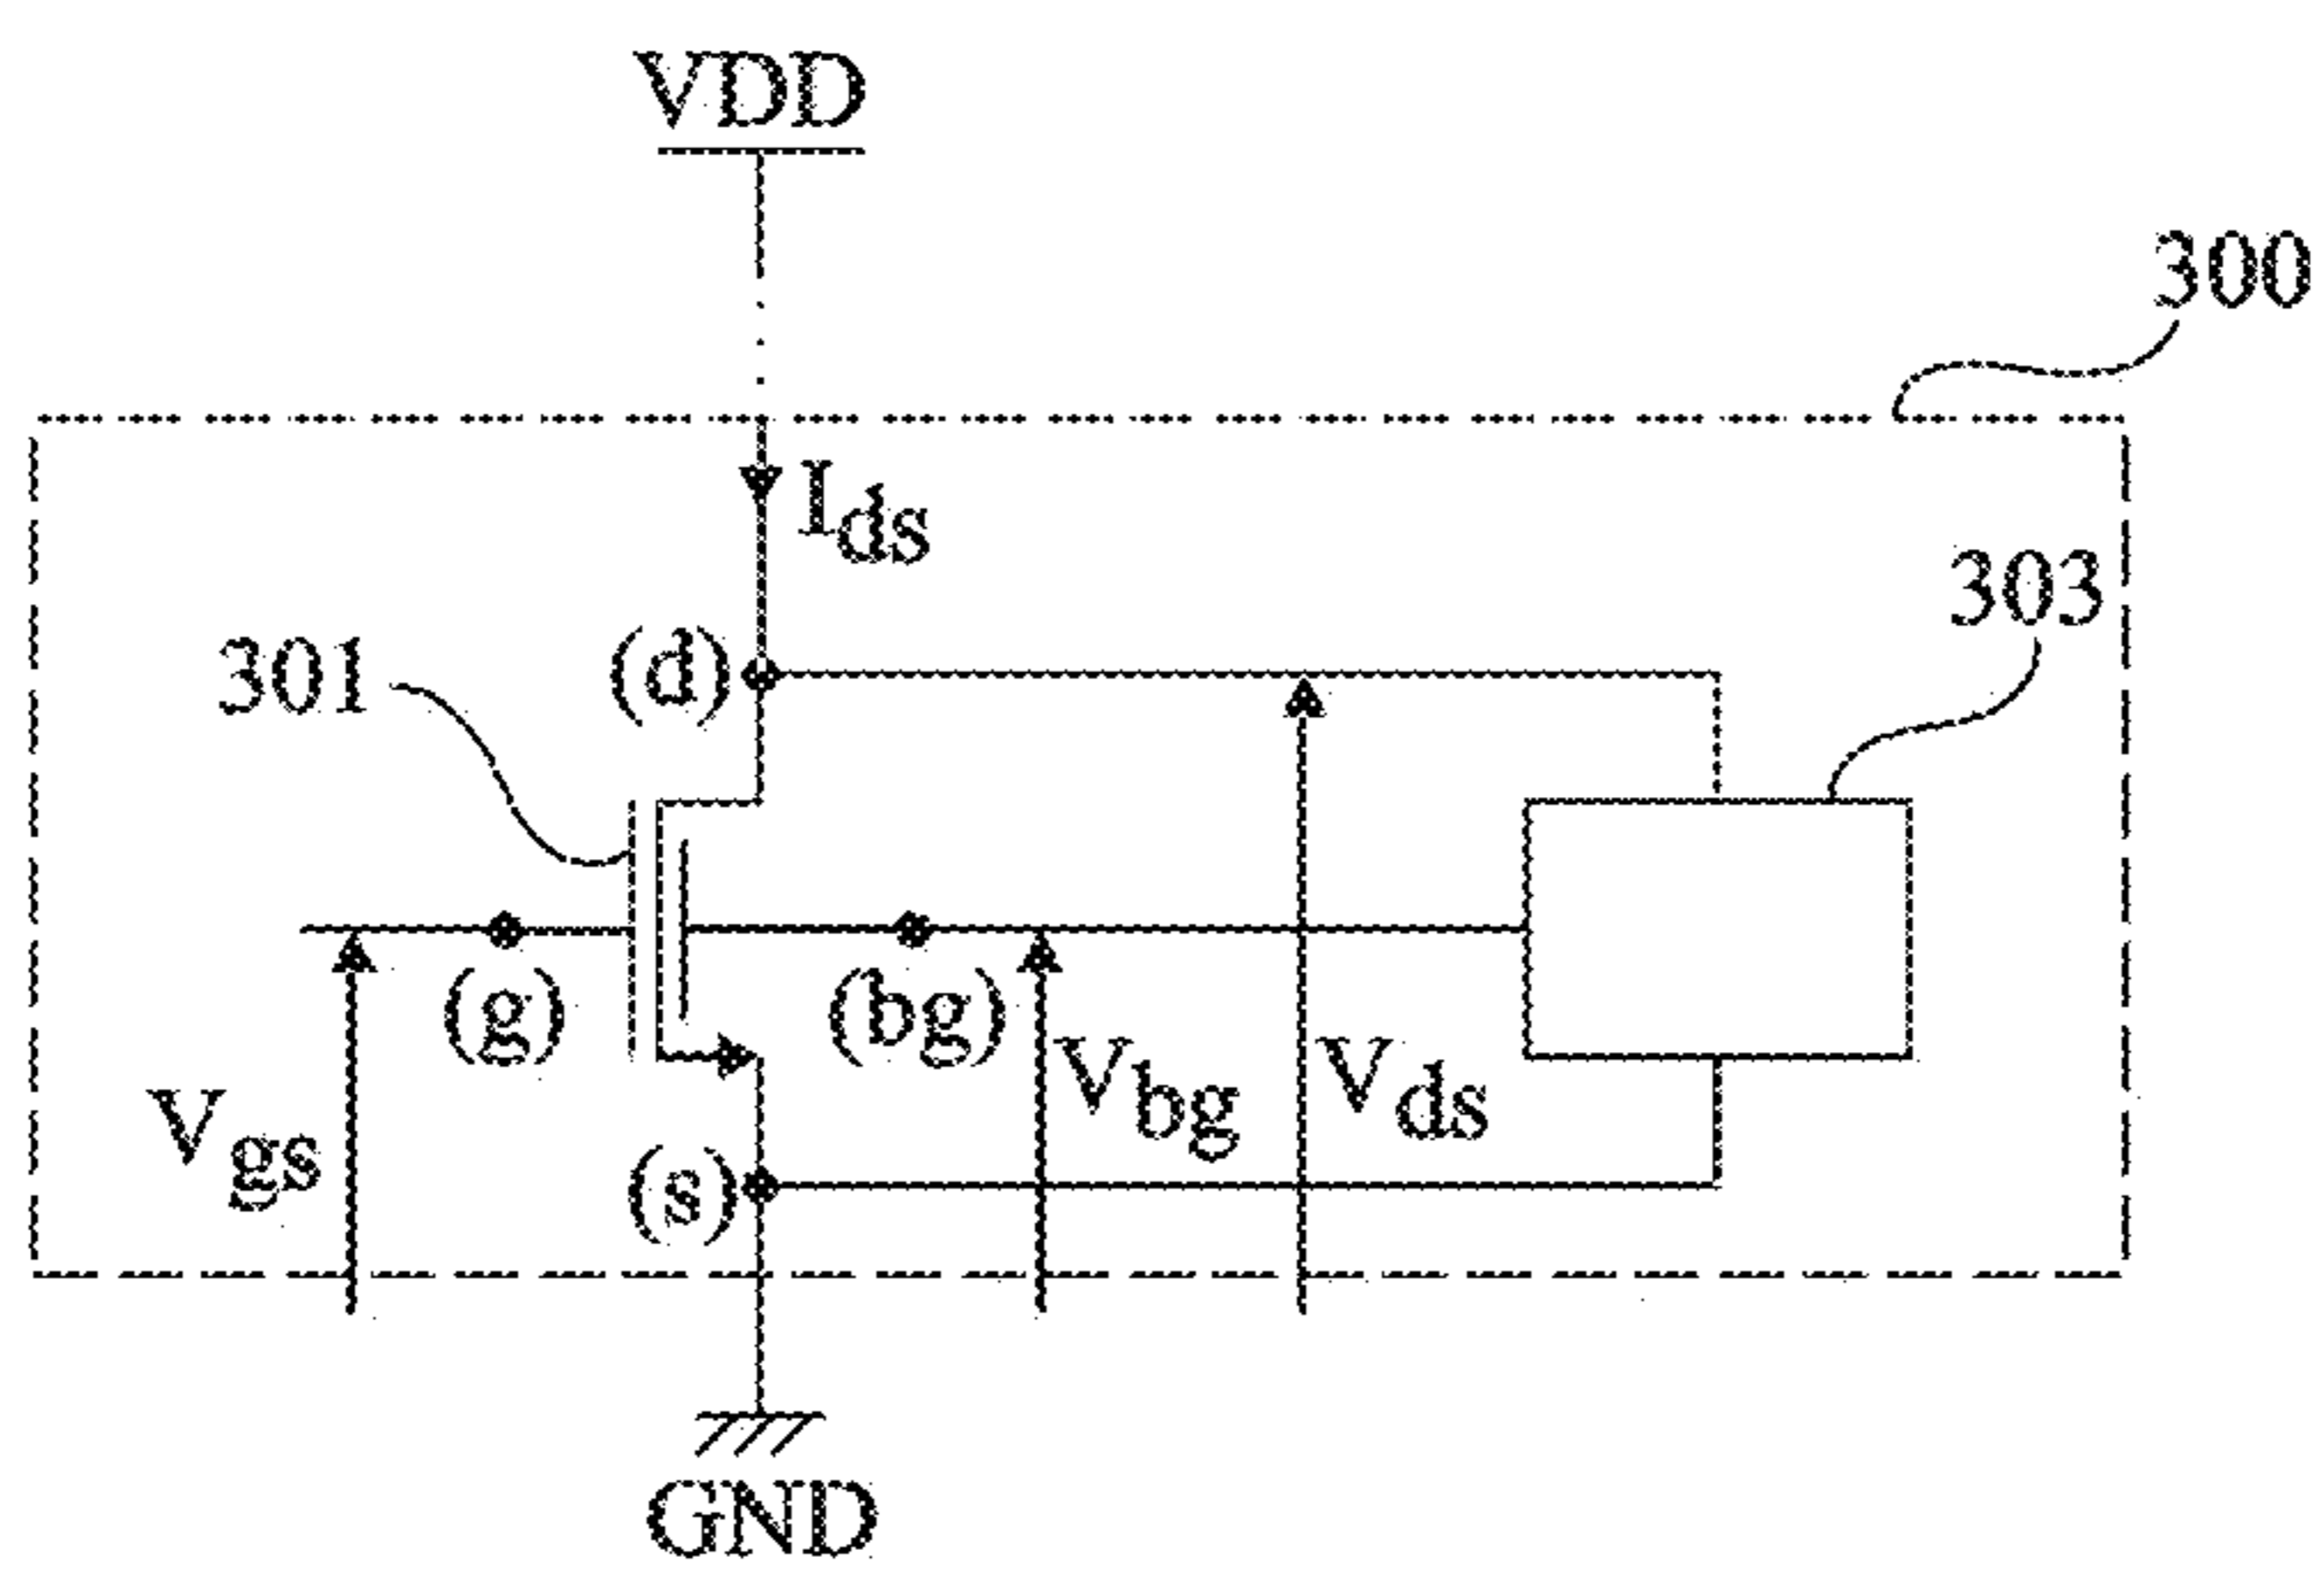 VDD
300
Ids
303
301
(d)
(g)
(bg)
Vgs
Vbg
Vds
(s)
GND